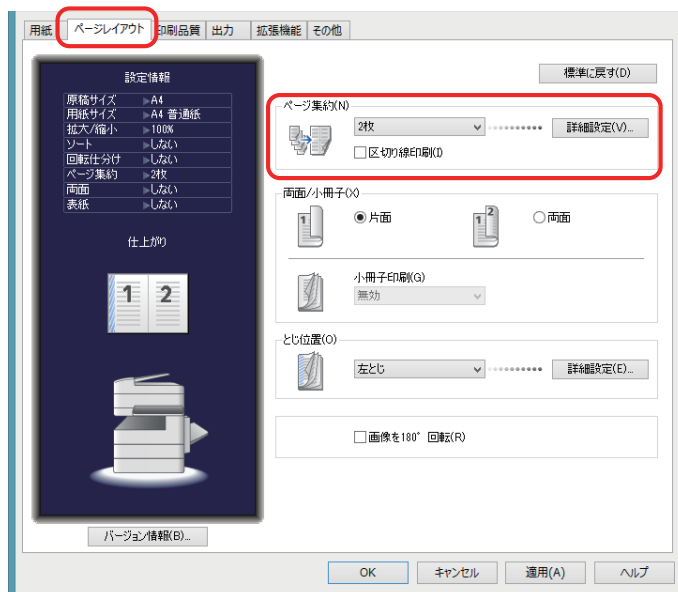 用紙 ページレイアウト 印刷品質 出力 拡張機能 その他
設定情報
原稿サイズ ▶A4
用紙サイズ ▶A4 普通紙
拡大/縮小 ▶100%
ソート ▶しない
回転仕分け ▶しない
ページ集約 ▶2枚
両面 ▶しない
表紙 ▶しない
仕上がり
1 2
バージョン情報(B)...
標準に戻す(D)
ページ集約(N)
2枚 詳細設定(V)...
区切り線印刷(I)
両面/小冊子(X)
1 片面 1 2 両面
小冊子印刷(G)
無効
とじ位置(O)
左とじ 詳細設定(E)...
画像を180° 回転(R)
OK キャンセル 適用(A) ヘルプ